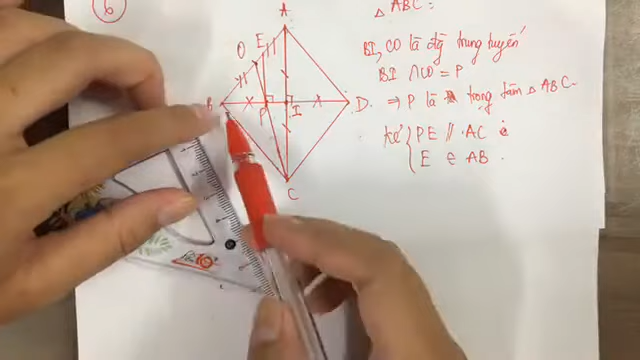 6
△ ABC:
A
BI, CO là đg trung tuyến
O E
BI ∩ CO = P
B P I D
⇒ P là trọng tâm △ ABC.
kẻ { PE // AC
E ∈ AB.
C